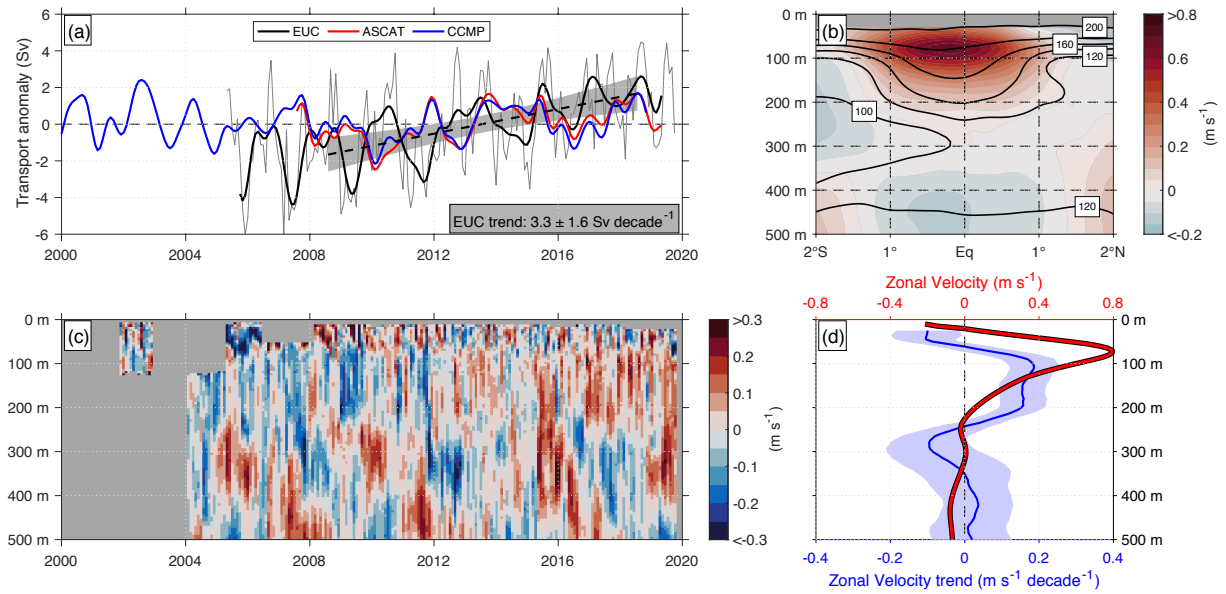 (a)
EUC ASCAT CCMP
Transport anomaly (Sv)
6
4
2
0
-2
-4
-6
EUC trend: 3.3 ± 1.6 Sv decade⁻¹
2000 2004 2008 2012 2016 2020
(b)
0 m
100 m
200 m
300 m
400 m
500 m
200
160
120
100
120
2°S 1° Eq 1° 2°N
>0.8
0.6
0.4
0.2
0
<-0.2
(m s⁻¹)
(c)
0 m
100 m
200 m
300 m
400 m
500 m
2000 2004 2008 2012 2016 2020
>0.3
0.2
0.1
0
-0.1
-0.2
<-0.3
(m s⁻¹)
Zonal Velocity (m s⁻¹)
-0.8 -0.4 0 0.4 0.8
(d)
0 m
100 m
200 m
300 m
400 m
500 m
-0.4 -0.2 0 0.2 0.4
Zonal Velocity trend (m s⁻¹ decade⁻¹)